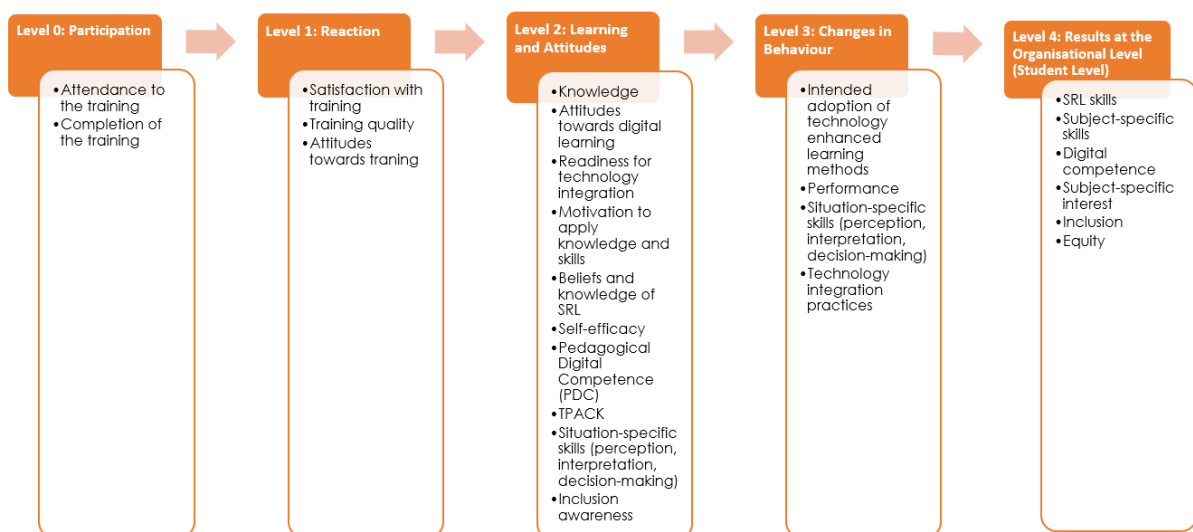 Level 0: Participation
•Attendance to
the training
•Completion of
the training
Level 1: Reaction
•Satisfaction with
training
•Training quality
•Attitudes
towards traning
Level 2: Learning
and Attitudes
•Knowledge
•Attitudes
towards digital
learning
•Readiness for
technology
integration
•Motivation to
apply
knowledge and
skills
•Beliefs and
knowledge of
SRL
•Self-efficacy
•Pedagogical
Digital
Competence
(PDC)
•TPACK
•Situation-specific
skills (perception,
interpretation,
decision-making)
•Inclusion
awareness
Level 3: Changes in
Behaviour
•Intended
adoption of
technology
enhanced
learning
methods
•Performance
•Situation-specific
skills (perception,
interpretation,
decision-making)
•Technology
integration
practices
Level 4: Results at the
Organisational Level
(Student Level)
•SRL skills
•Subject-specific
skills
•Digital
competence
•Subject-specific
interest
•Inclusion
•Equity